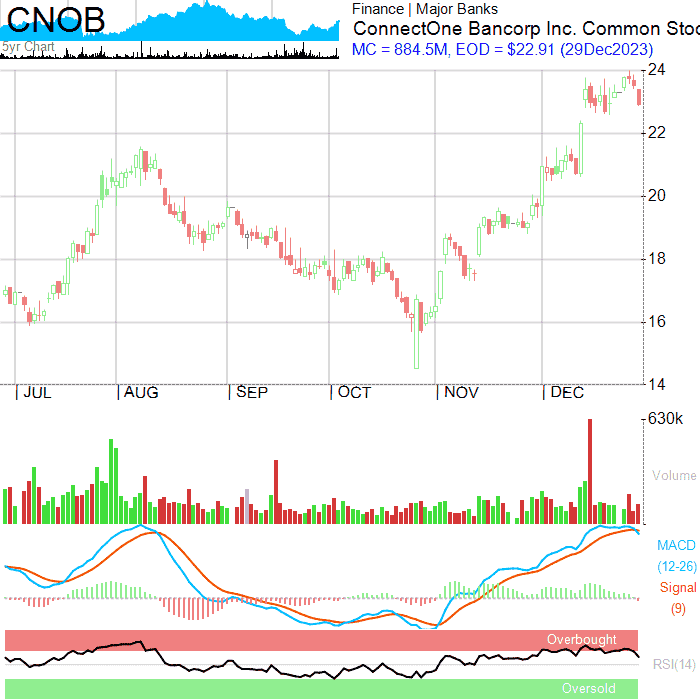 CNOB
5yr Chart
Finance | Major Banks
ConnectOne Bancorp Inc. Common Stoc
MC = 884.5M, EOD = $22.91 (29Dec2023)
24
22
20
18
16
14
JUL AUG SEP OCT NOV DEC
630k
Volume
MACD
(12-26)
Signal
(9)
Overbought
RSI(14)
Oversold